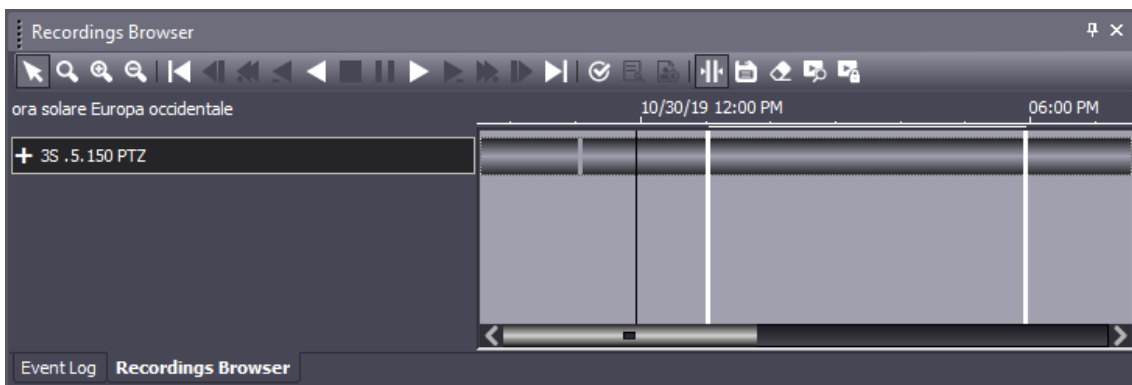 Recordings Browser
ora solare Europa occidentale
10/30/19 12:00 PM
06:00 PM
3S .5.150 PTZ
Event Log
Recordings Browser